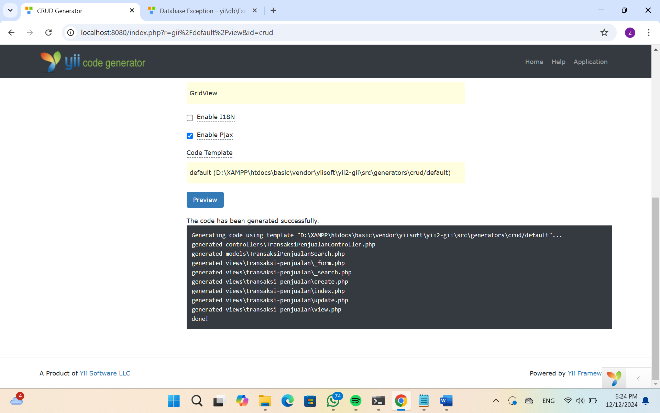 CRUD Generator
Database Exception - yii\db\Exc
localhost:8080/index.php?r=gii%2Fdefault%2Fview&id=crud
yii code generator
Home Help Application
GridView
Enable I18N
Enable Pjax
Code Template
default (D:\XAMPP\htdocs\basic\vendor\yiisoft\yii2-gii\src\generators\crud/default)
Preview
The code has been generated successfully.
Generating code using template "D:\XAMPP\htdocs\basic\vendor\yiisoft\yii2-gii\src\generators\crud/default"...
generated controllers\TransaksiPenjualanController.php
generated models\TransaksiPenjualanSearch.php
generated views\transaksi-penjualan\_form.php
generated views\transaksi-penjualan\_search.php
generated views\transaksi-penjualan\create.php
generated views\transaksi-penjualan\index.php
generated views\transaksi-penjualan\update.php
generated views\transaksi-penjualan\view.php
done!
A Product of Yii Software LLC
Powered by Yii Framew
ENG
5:24 PM
12/12/2024